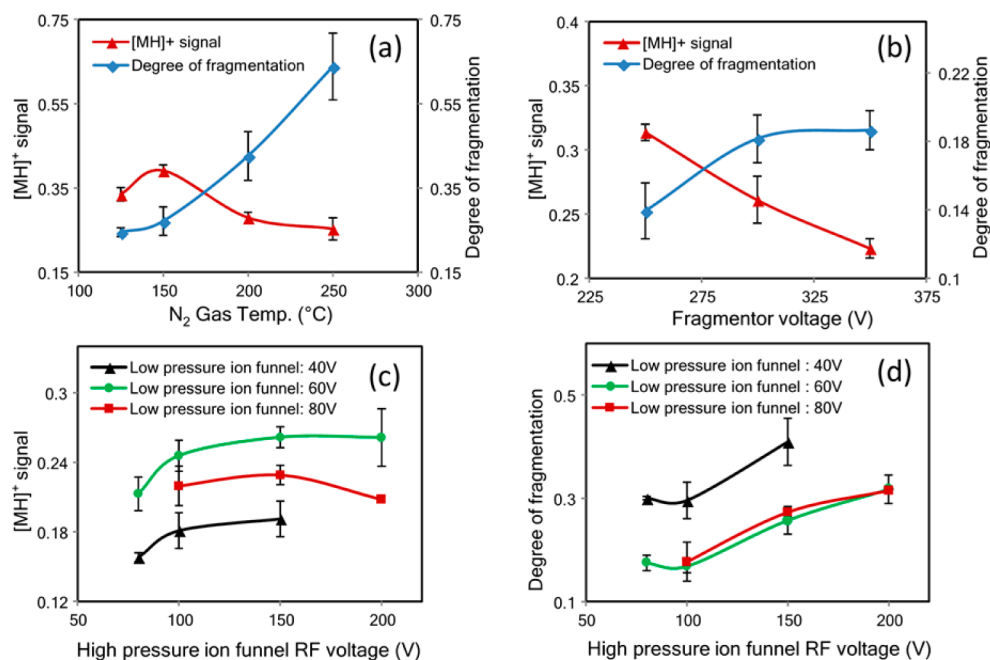 0.75
0.55
0.35
0.15
[MH]⁺ signal
[MH]+ signal
Degree of fragmentation
(a)
0.75
0.55
0.35
0.15
Degree of fragmentation
100 150 200 250 300
N₂ Gas Temp. (°C)
0.4
0.35
0.3
0.25
0.2
[MH]⁺ signal
[MH]+ signal
Degree of fragmentation
(b)
0.22
0.18
0.14
0.1
Degree of fragmentation
225 275 325 375
Fragmentor voltage (V)
0.3
0.24
0.18
0.12
[MH]⁺ signal
Low pressure ion funnel: 40V
Low pressure ion funnel: 60V
Low pressure ion funnel: 80V
(c)
50 100 150 200
High pressure ion funnel RF voltage (V)
0.5
0.3
0.1
Degree of fragmentation
Low pressure ion funnel : 40V
Low pressure ion funnel : 60V
Low pressure ion funnel : 80V
(d)
50 100 150 200
High pressure ion funnel RF voltage (V)